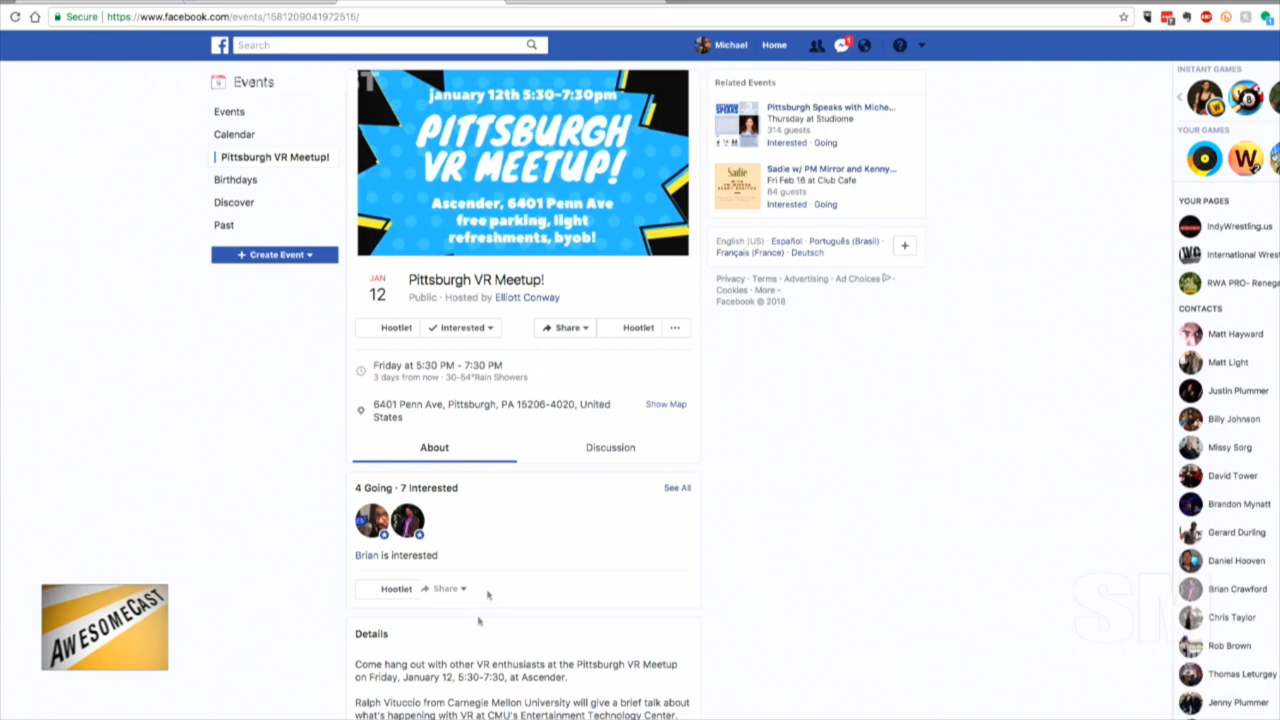 Secure
https://www.facebook.com/events/1581209041972515/
Search
Michael
Home
1
Events
Events
Calendar
Pittsburgh VR Meetup!
Birthdays
Discover
Past
+ Create Event
january 12th 5:30-7:30pm
PITTSBURGH
VR MEETUP!
Ascender, 6401 Penn Ave
free parking, light
refreshments, byob!
JAN
12
Pittsburgh VR Meetup!
Public · Hosted by Elliott Conway
Hootlet
Interested
Share
Hootlet
Friday at 5:30 PM - 7:30 PM
3 days from now · 30-54°Rain Showers
6401 Penn Ave, Pittsburgh, PA 15206-4020, United
States
Show Map
About
Discussion
4 Going · 7 Interested
See All
Brian is interested
Hootlet
Share
Details
Come hang out with other VR enthusiasts at the Pittsburgh VR Meetup
on Friday, January 12, 5:30-7:30, at Ascender.
Ralph Vituccio from Carnegie Mellon University will give a brief talk about
what's happening with VR at CMU's Entertainment Technology Center.
Related Events
Pittsburgh Speaks with Miche...
Thursday at Studiome
314 guests
Interested · Going
Sadie w/ PM Mirror and Kenny...
Fri Feb 16 at Club Cafe
84 guests
Interested · Going
English (US) · Español · Português (Brasil) ·
Français (France) · Deutsch
Privacy · Terms · Advertising · Ad Choices ·
Cookies · More
Facebook © 2018
INSTANT GAMES
YOUR GAMES
YOUR PAGES
IndyWrestling.us
International Wrest
RWA PRO- Renega
CONTACTS
Matt Hayward
Matt Light
Justin Plummer
Billy Johnson
Missy Sorg
David Tower
Brandon Mynatt
Gerard Durling
Daniel Hooven
Brian Crawford
Chris Taylor
Rob Brown
Thomas Leturgey
Jenny Plummer
AWESOMECAST